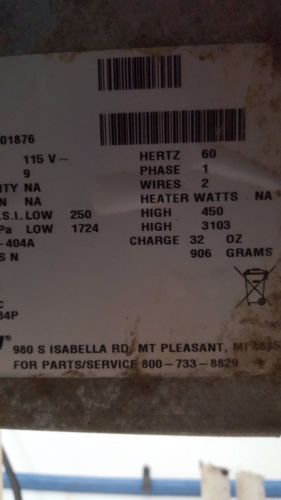 01876
115 V~ HERTZ 60
9 PHASE 1
ITY NA WIRES 2
N NA HEATER WATTS NA
.S.I. LOW 250 HIGH 450
Pa LOW 1724 HIGH 3103
-404A CHARGE 32 OZ
S N 906 GRAMS
C
84P
®
980 S ISABELLA RD, MT PLEASANT, MI
FOR PARTS/SERVICE 800-733-8829